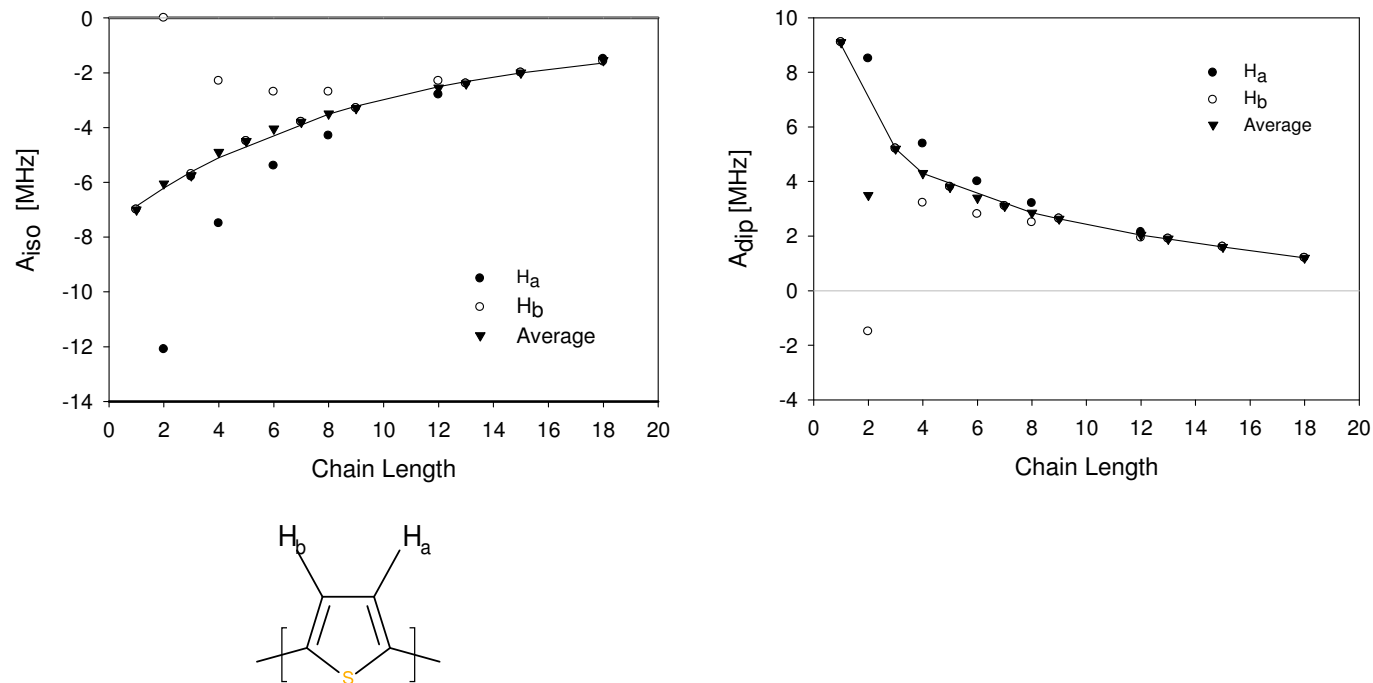 0
-2
-4
-6
-8
-10
-12
-14
0 2 4 6 8 10 12 14 16 18 20
Aiso [MHz]
Chain Length
Ha
Hb
Average
10
8
6
4
2
0
-2
-4
0 2 4 6 8 10 12 14 16 18 20
Adip [MHz]
Chain Length
Ha
Hb
Average
Hb Ha
S